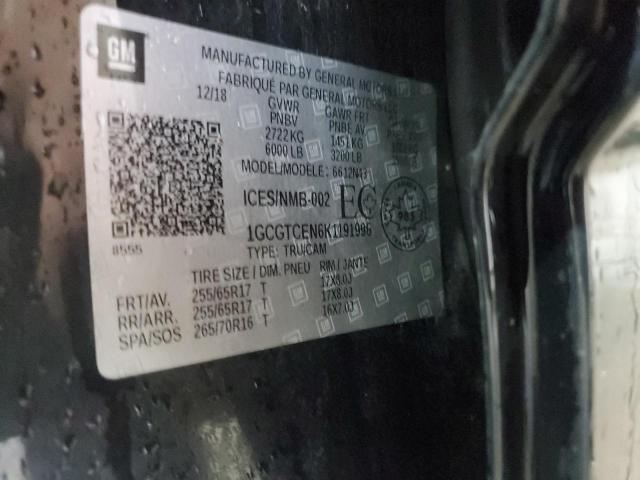 GM
MANUFACTURED BY GENERAL MOTORS
FABRIQUÉ PAR GENERAL MOTORS
12/18 GVWR GAWR FRT
PNBV PNBE AV
2722 KG 1451 KG
6000 LB 3200 LB
MODEL/MODELE: 6612N43
ICES/NMB-002 EC
1GCGTCEN6K1191996
TYPE: TRU/CAM
8555
TIRE SIZE / DIM. PNEU RIM / JANTE
FRT/AV. 255/65R17 T 17X8.0J
RR/ARR. 255/65R17 T 17X8.0J
SPA/SOS 265/70R16 T 16X7.0J